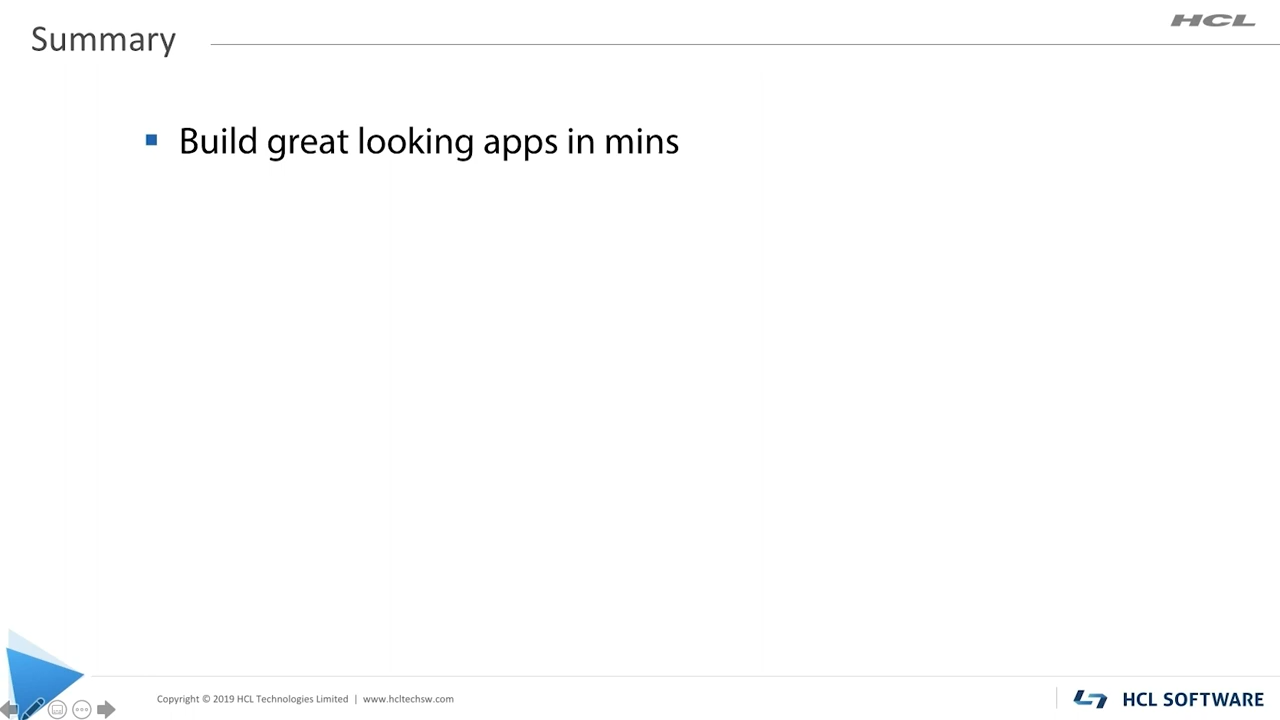 Summary
HCL
Build great looking apps in mins
Copyright © 2019 HCL Technologies Limited | www.hcltechsw.com
HCL SOFTWARE